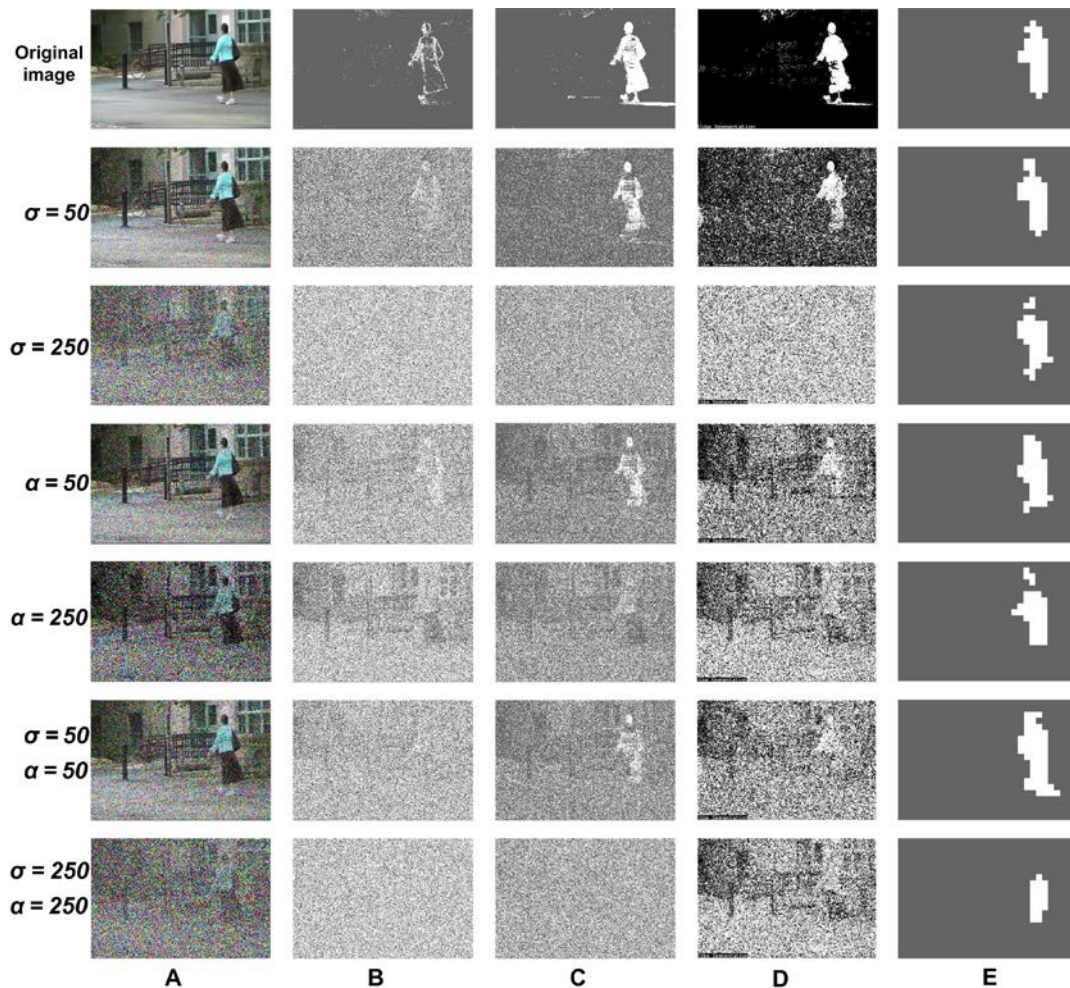 Original
image
σ = 50
σ = 250
α = 50
α = 250
σ = 50
α = 50
σ = 250
α = 250
A B C D E